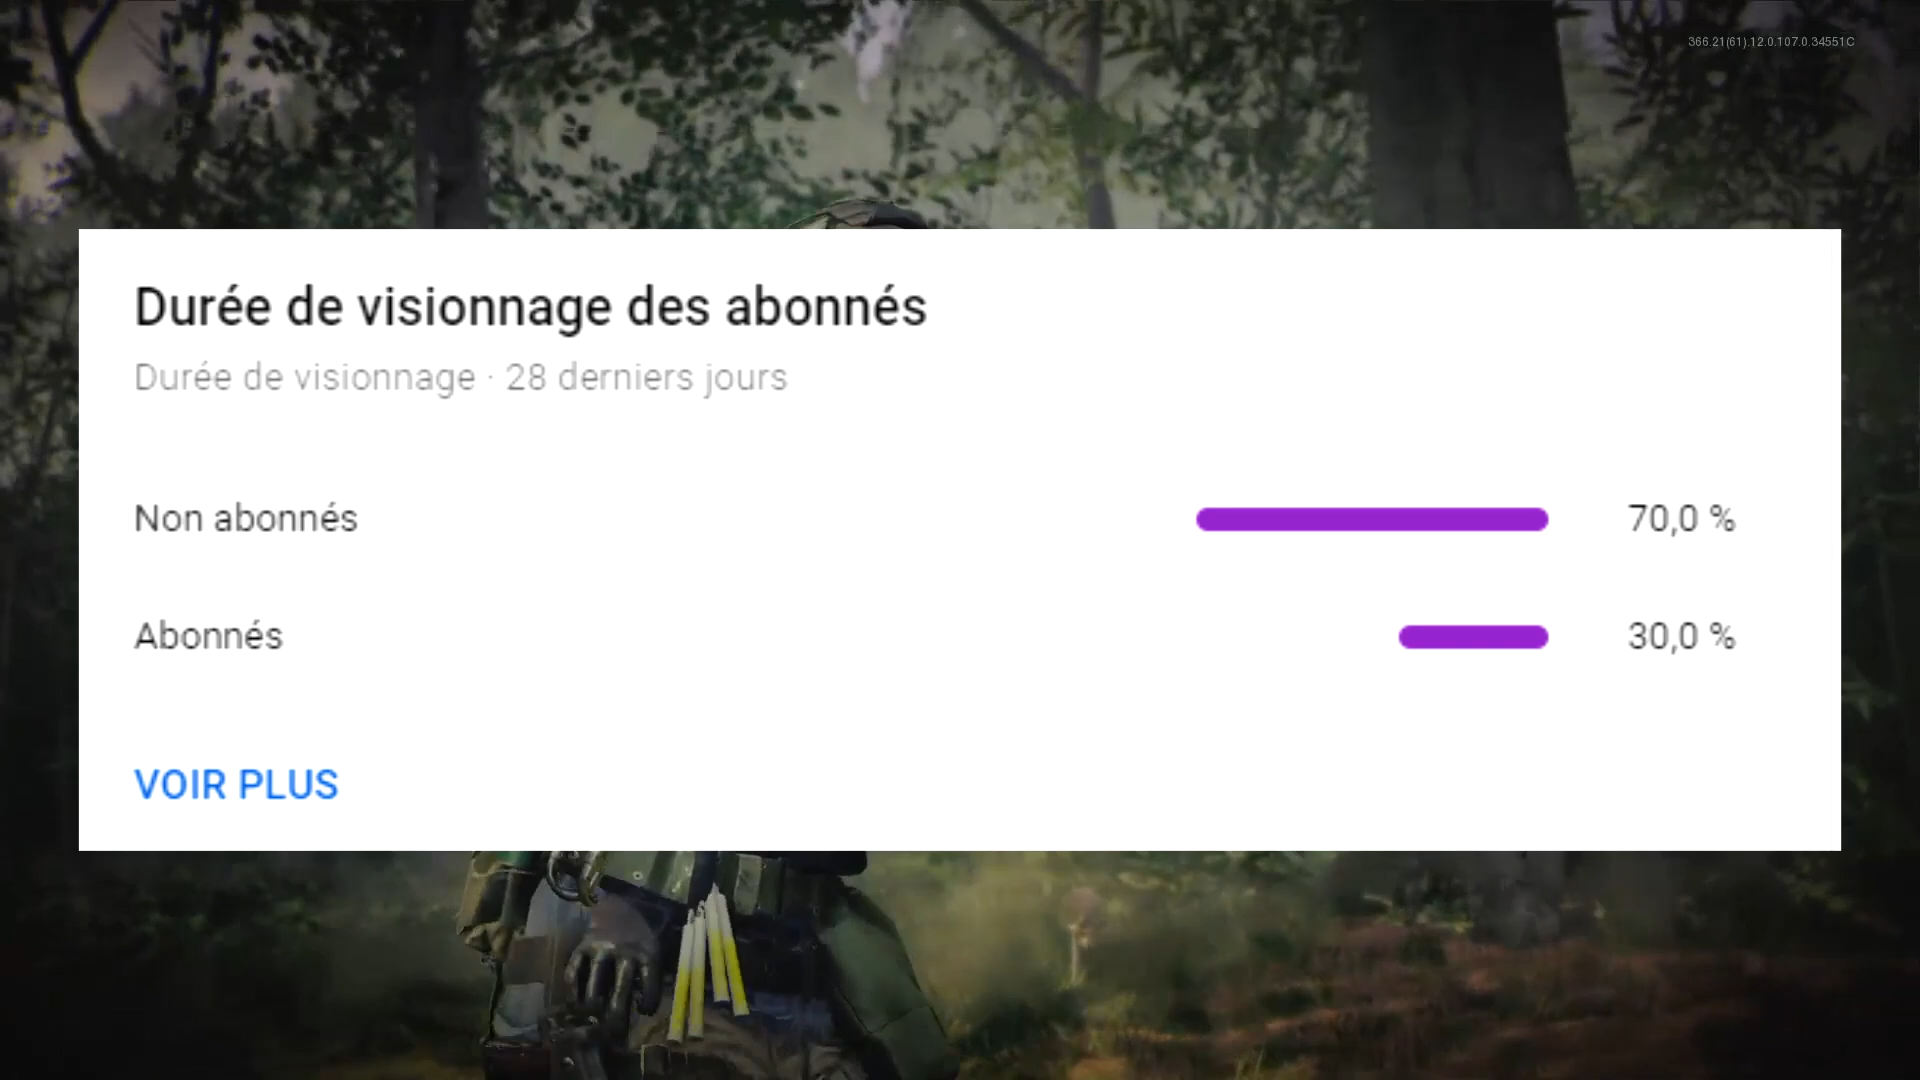 366.21(61).12.0.107.0.34551C
Durée de visionnage des abonnés
Durée de visionnage · 28 derniers jours
Non abonnés 70,0 %
Abonnés 30,0 %
VOIR PLUS